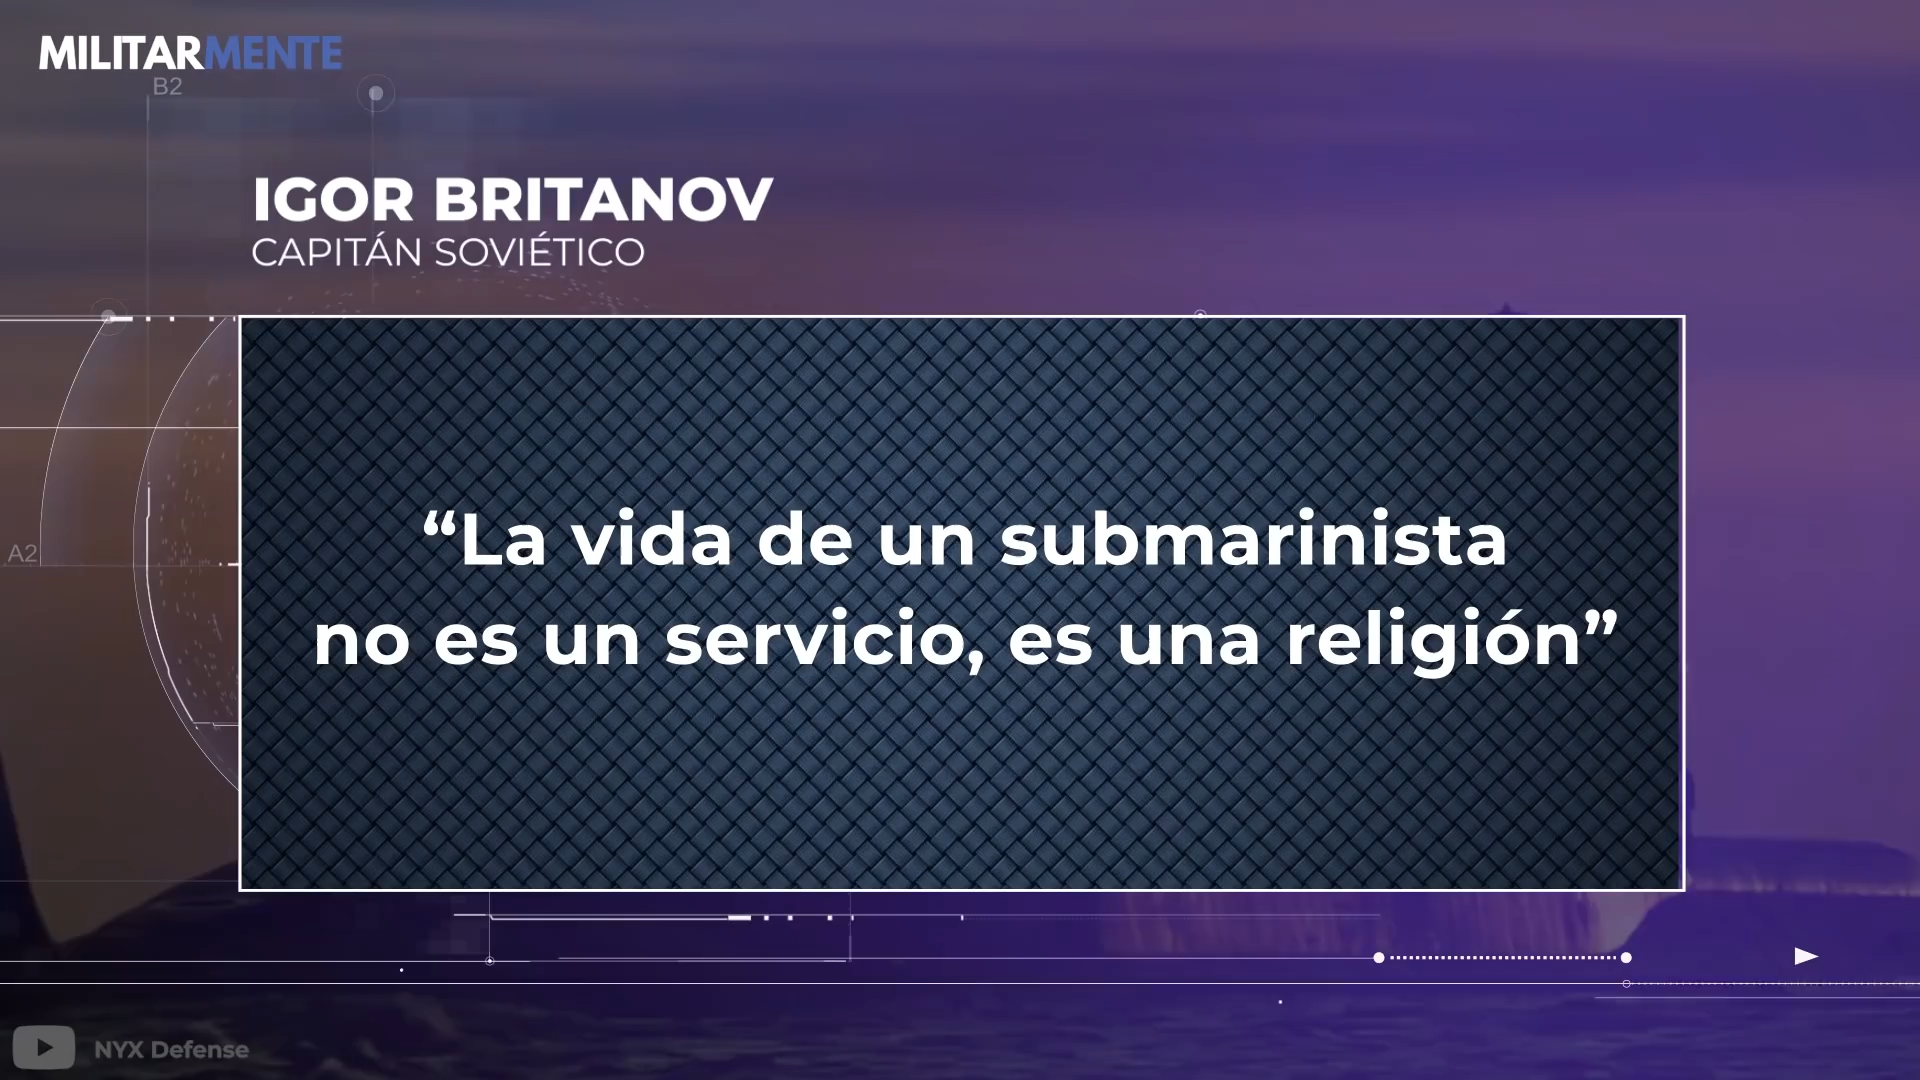 MILITARMENTE
B2
IGOR BRITANOV
CAPITÁN SOVIÉTICO
A2
“La vida de un submarinista
no es un servicio, es una religión”
NYX Defense